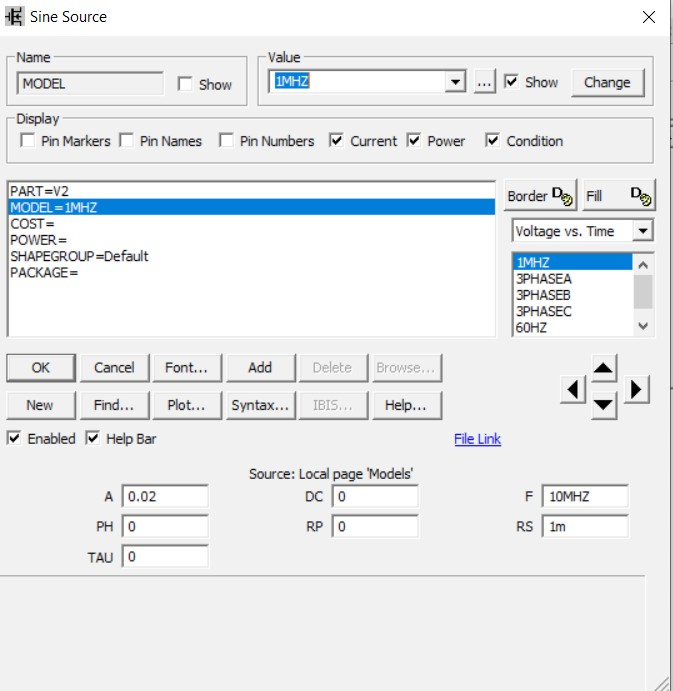 Sine Source
Name
MODEL
Show
Value
1MHZ
...
Show
Change
Display
Pin Markers
Pin Names
Pin Numbers
Current
Power
Condition
PART=V2
MODEL=1MHZ
COST=
POWER=
SHAPEGROUP=Default
PACKAGE=
Border
Fill
Voltage vs. Time
1MHZ
3PHASEA
3PHASEB
3PHASEC
60HZ
OK
Cancel
Font...
Add
Delete
Browse...
New
Find...
Plot...
Syntax...
IBIS...
Help...
Enabled
Help Bar
File Link
Source: Local page 'Models'
A 0.02
DC 0
F 10MHZ
PH 0
RP 0
RS 1m
TAU 0